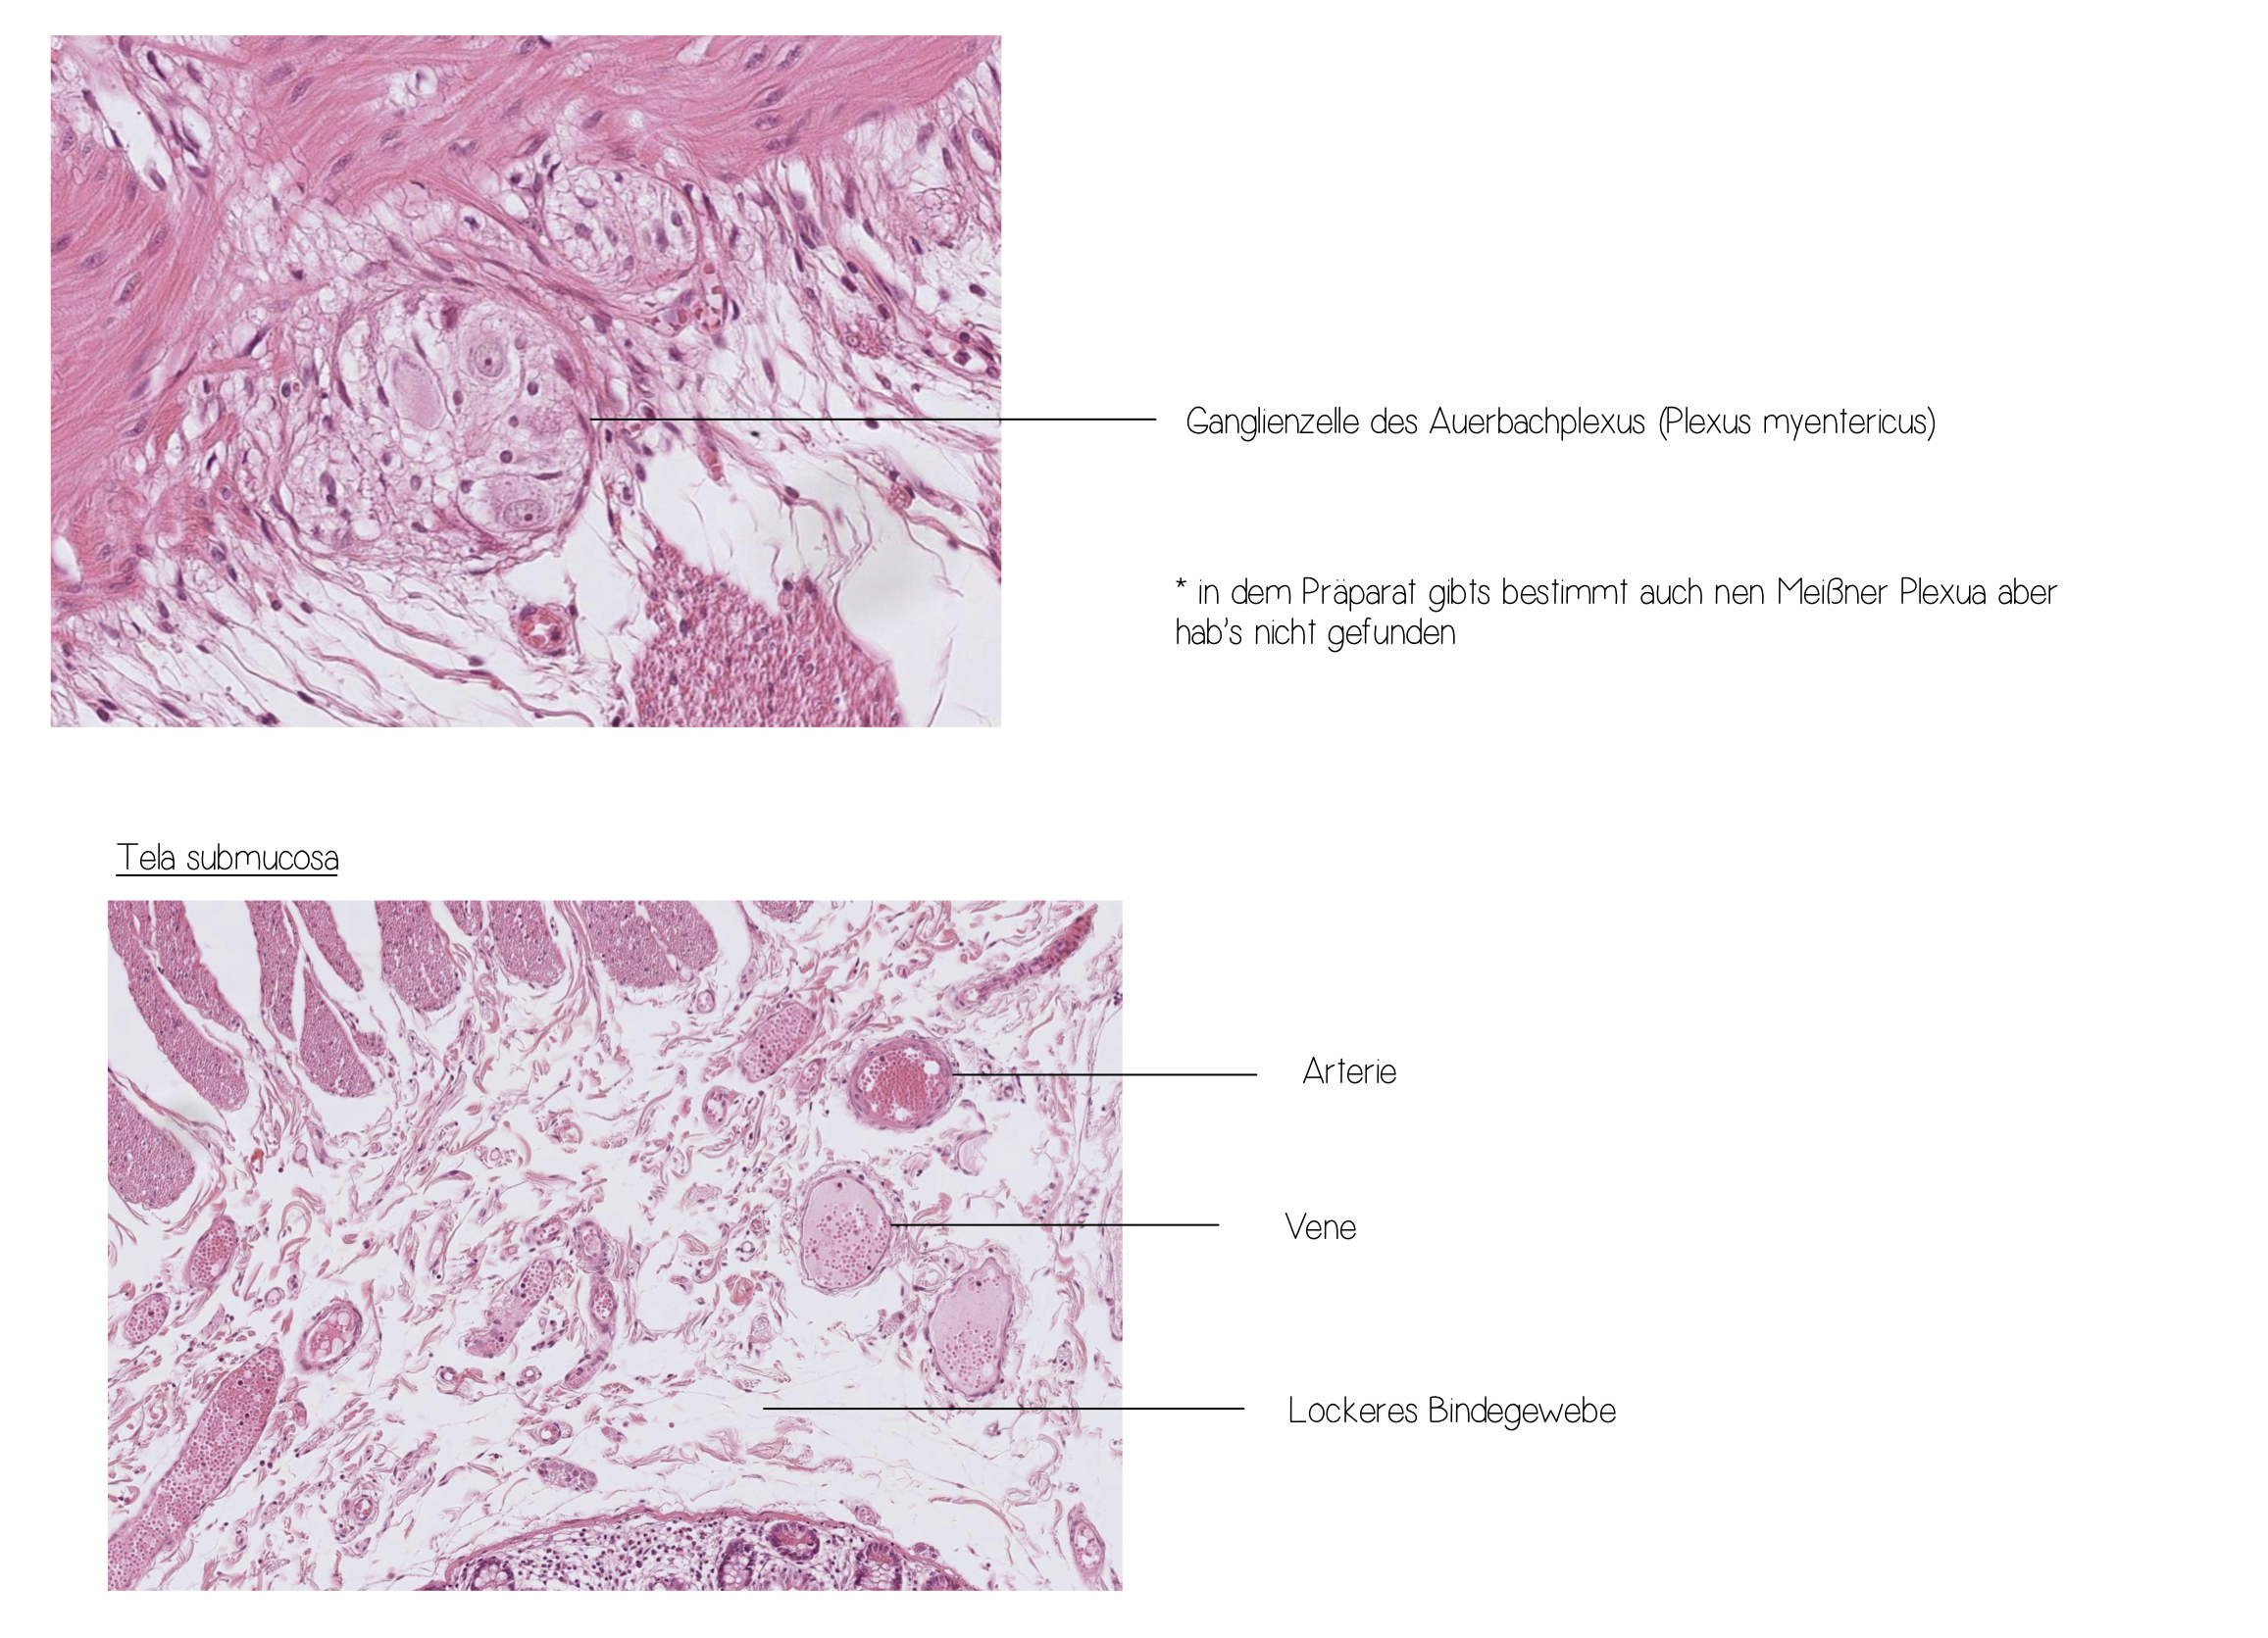 Ganglienzelle des Auerbachplexus (Plexus myentericus)
* in dem Präparat gibts bestimmt auch nen Meißner Plexua aber
hab's nicht gefunden
Tela submucosa
Arterie
Vene
Lockeres Bindegewebe